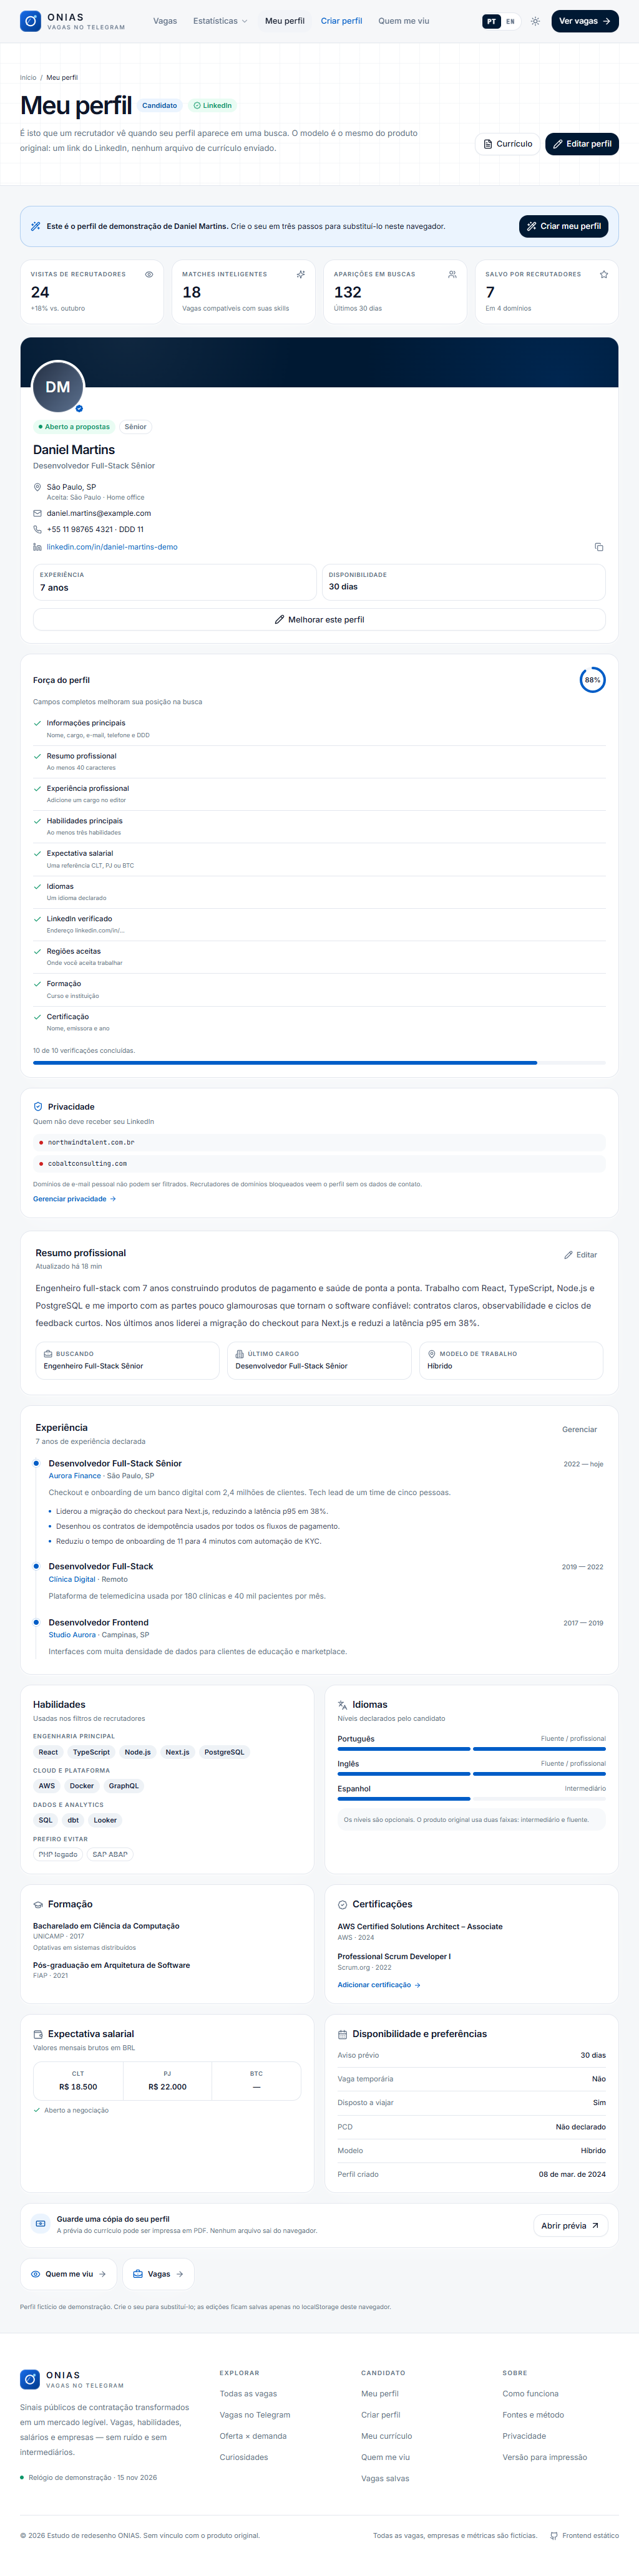 ONIAS
VAGAS NO TELEGRAM
Vagas
Estatísticas
Meu perfil
Criar perfil
Quem me viu
PT
EN
Ver vagas
Início / Meu perfil
Meu perfil
Candidato
LinkedIn
É isto que um recrutador vê quando seu perfil aparece em uma busca. O modelo é o mesmo do produto
original: um link do LinkedIn, nenhum arquivo de currículo enviado.
Currículo
Editar perfil
Este é o perfil de demonstração de Daniel Martins. Crie o seu em três passos para substituí-lo neste navegador.
Criar meu perfil
VISITAS DE RECRUTADORES
24
+18% vs. outubro
MATCHES INTELIGENTES
18
Vagas compatíveis com suas skills
APARIÇÕES EM BUSCAS
132
Últimos 30 dias
SALVO POR RECRUTADORES
7
Em 4 domínios
DM
Aberto a propostas
Sênior
Daniel Martins
Desenvolvedor Full-Stack Sênior
São Paulo, SP
Aceita: São Paulo · Home office
daniel.martins@example.com
+55 11 98765 4321 · DDD 11
linkedin.com/in/daniel-martins-demo
EXPERIÊNCIA
7 anos
DISPONIBILIDADE
30 dias
Melhorar este perfil
Força do perfil
88%
Campos completos melhoram sua posição na busca
Informações principais
Nome, cargo, e-mail, telefone e DDD
Resumo profissional
Ao menos 40 caracteres
Experiência profissional
Adicione um cargo no editor
Habilidades principais
Ao menos três habilidades
Expectativa salarial
Uma referência CLT, PJ ou BTC
Idiomas
Um idioma declarado
LinkedIn verificado
Endereço linkedin.com/in/...
Regiões aceitas
Onde você aceita trabalhar
Formação
Curso e instituição
Certificação
Nome, emissora e ano
10 de 10 verificações concluídas.
Privacidade
Quem não deve receber seu LinkedIn
northwindtalent.com.br
cobaltconsulting.com
Domínios de e-mail pessoal não podem ser filtrados. Recrutadores de domínios bloqueados veem o perfil sem os dados de contato.
Gerenciar privacidade
Resumo profissional
Atualizado há 18 min
Editar
Engenheiro full-stack com 7 anos construindo produtos de pagamento e saúde de ponta a ponta. Trabalho com React, TypeScript, Node.js e
PostgreSQL e me importo com as partes pouco glamourosas que tornam o software confiável: contratos claros, observabilidade e ciclos de
feedback curtos. Nos últimos anos liderei a migração do checkout para Next.js e reduzi a latência p95 em 38%.
BUSCANDO
Engenheiro Full-Stack Sênior
ÚLTIMO CARGO
Desenvolvedor Full-Stack Sênior
MODELO DE TRABALHO
Híbrido
Experiência
7 anos de experiência declarada
Gerenciar
Desenvolvedor Full-Stack Sênior
2022 — hoje
Aurora Finance · São Paulo, SP
Checkout e onboarding de um banco digital com 2,4 milhões de clientes. Tech lead de um time de cinco pessoas.
Liderou a migração do checkout para Next.js, reduzindo a latência p95 em 38%.
Desenhou os contratos de idempotência usados por todos os fluxos de pagamento.
Reduziu o tempo de onboarding de 11 para 4 minutos com automação de KYC.
Desenvolvedor Full-Stack
2019 — 2022
Clínica Digital · Remoto
Plataforma de telemedicina usada por 180 clínicas e 40 mil pacientes por mês.
Desenvolvedor Frontend
2017 — 2019
Studio Aurora · Campinas, SP
Interfaces com muita densidade de dados para clientes de educação e marketplace.
Habilidades
Usadas nos filtros de recrutadores
ENGENHARIA PRINCIPAL
React
TypeScript
Node.js
Next.js
PostgreSQL
CLOUD E PLATAFORMA
AWS
Docker
GraphQL
DADOS E ANALYTICS
SQL
dbt
Looker
PREFIRO EVITAR
PHP legado
SAP ABAP
Idiomas
Níveis declarados pelo candidato
Português
Fluente / profissional
Inglês
Fluente / profissional
Espanhol
Intermediário
Os níveis são opcionais. O produto original usa duas faixas: intermediário e fluente.
Formação
Bacharelado em Ciência da Computação
UNICAMP · 2017
Optativas em sistemas distribuídos
Pós-graduação em Arquitetura de Software
FIAP · 2021
Certificações
AWS Certified Solutions Architect – Associate
AWS · 2024
Professional Scrum Developer I
Scrum.org · 2022
Adicionar certificação
Expectativa salarial
Valores mensais brutos em BRL
CLT
R$ 18.500
PJ
R$ 22.000
BTC
—
Aberto a negociação
Disponibilidade e preferências
Aviso prévio
30 dias
Vaga temporária
Não
Disposto a viajar
Sim
PCD
Não declarado
Modelo
Híbrido
Perfil criado
08 de mar. de 2024
Guarde uma cópia do seu perfil
A prévia do currículo pode ser impressa em PDF. Nenhum arquivo sai do navegador.
Abrir prévia
Quem me viu
Vagas
Perfil fictício de demonstração. Crie o seu para substituí-lo; as edições ficam salvas apenas no localStorage deste navegador.
ONIAS
VAGAS NO TELEGRAM
Sinais públicos de contratação transformados
em um mercado legível. Vagas, habilidades,
salários e empresas — sem ruído e sem
intermediários.
Relógio de demonstração · 15 nov 2026
EXPLORAR
Todas as vagas
Vagas no Telegram
Oferta × demanda
Curiosidades
CANDIDATO
Meu perfil
Criar perfil
Meu currículo
Quem me viu
Vagas salvas
SOBRE
Como funciona
Fontes e método
Privacidade
Versão para impressão
© 2026 Estudo de redesenho ONIAS. Sem vínculo com o produto original.
Todas as vagas, empresas e métricas são fictícias.
Frontend estático